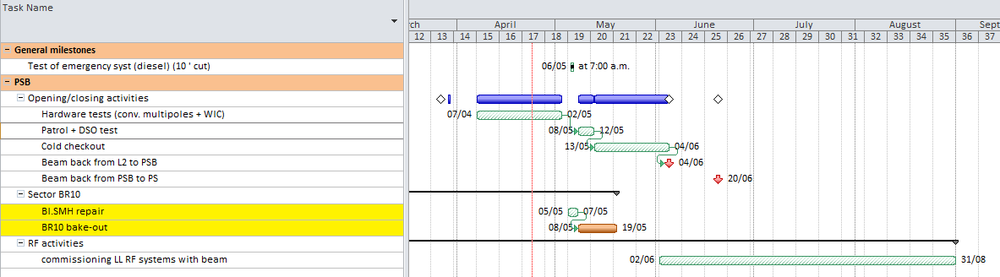 Task Name
rch April May June July August Sept
12 13 14 15 16 17 18 19 20 21 22 23 24 25 26 27 28 29 30 31 32 33 34 35 36 37
General milestones
Test of emergency syst (diesel) (10 ' cut) 06/05 at 7:00 a.m.
PSB
Opening/closing activities
Hardware tests (conv. multipoles + WIC) 07/04 02/05
Patrol + DSO test 08/05 12/05
Cold checkout 13/05 04/06
Beam back from L2 to PSB 04/06
Beam back from PSB to PS 20/06
Sector BR10
BI.SMH repair 05/05 07/05
BR10 bake-out 08/05 19/05
RF activities
commissioning LL RF systems with beam 02/06 31/08